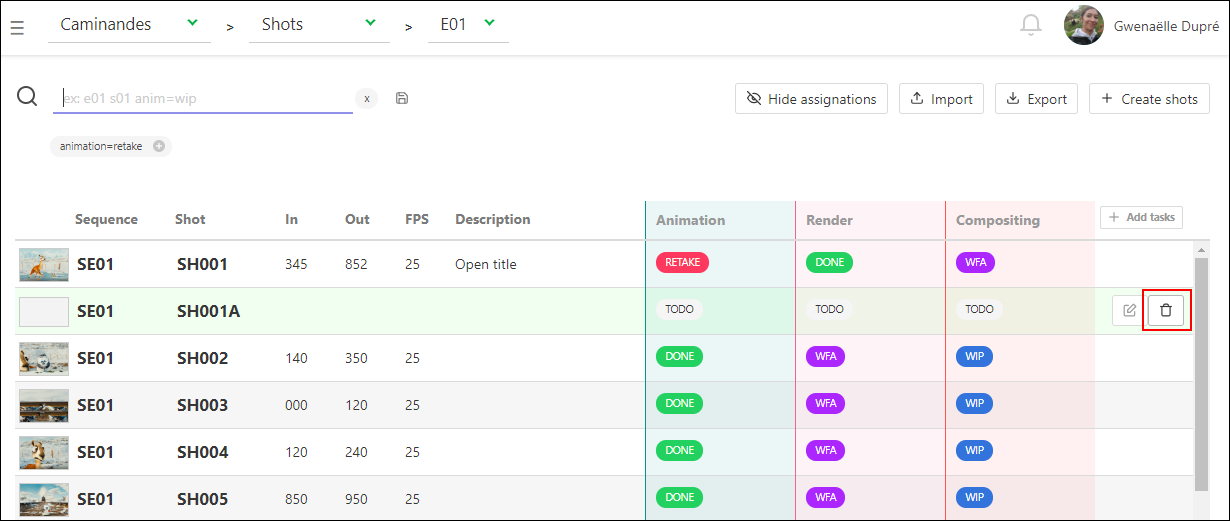 Caminandes > Shots > E01 Gwenaëlle Dupré
ex: e01 s01 anim=wip x Hide assignations Import Export + Create shots
animation=retake
Sequence Shot In Out FPS Description Animation Render Compositing + Add tasks
SE01 SH001 345 852 25 Open title RETAKE DONE WFA
SE01 SH001A TODO TODO TODO
SE01 SH002 140 350 25 DONE WFA WIP
SE01 SH003 000 120 25 DONE WFA WIP
SE01 SH004 120 240 25 DONE WFA WIP
SE01 SH005 850 950 25 DONE WFA WIP